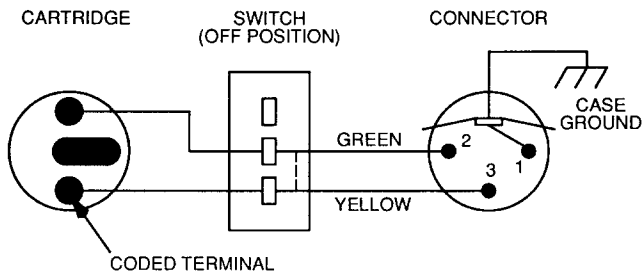 CARTRIDGE
SWITCH
(OFF POSITION)
CONNECTOR
CASE
GROUND
GREEN
2
1
3
YELLOW
CODED TERMINAL